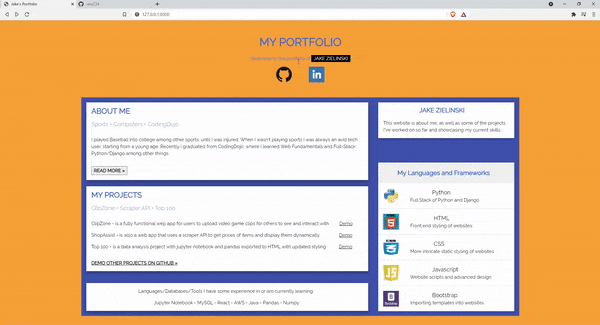 Jake's Portfolio
127.0.0.1:8000
MY PORTFOLIO
Welcome to the portfolio of JAKE ZIELINSKI
in
ABOUT ME
Sports • Computers • CodingDojo
I played Baseball into college among other sports, until I was injured. When I wasn't playing sports I was always an avid tech
user, starting from a young age. Recently I graduated from CodingDojo, where I learned Web Fundamentals and Full-Stack
Python/Django among other things
READ MORE »
MY PROJECTS
ClipZone • ShopAssist • Top 100
ClipZone - is a fully functional web app for users to upload video game clips for others to see and interact with Demo
ShopAssist - is also a web app that uses a scraper API to get prices of items and display them dynamically Demo
Top 100 - is a data analysis project with jupyter notebook and pandas exported to HTML with updated styling Demo
DEMO OTHER PROJECTS ON GITHUB »
Languages/Databases/Tools I have some experience in or am currently learning
Jupyter Notebook - MySQL - React - AWS - Java - Pandas - Numpy
JAKE ZIELINSKI
This website is about me, as well as some of the projects
I've worked on so far and showcasing my current skills.
My Languages and Frameworks
Python
Full Stack of Python and Django
HTML
Front end styling of websites
CSS
More intricate static styling of websites
Javascript
Website scripts and advanced design
Bootstrap
Importing templates into websites